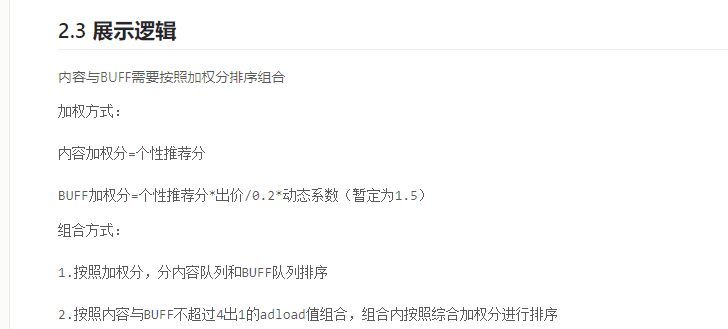 2.3 展示逻辑
内容与BUFF需要按照加权分排序组合
加权方式：
内容加权分=个性推荐分
BUFF加权分=个性推荐分*出价/0.2*动态系数（暂定为1.5）
组合方式：
1.按照加权分，分内容队列和BUFF队列排序
2.按照内容与BUFF不超过4出1的adload值组合，组合内按照综合加权分进行排序